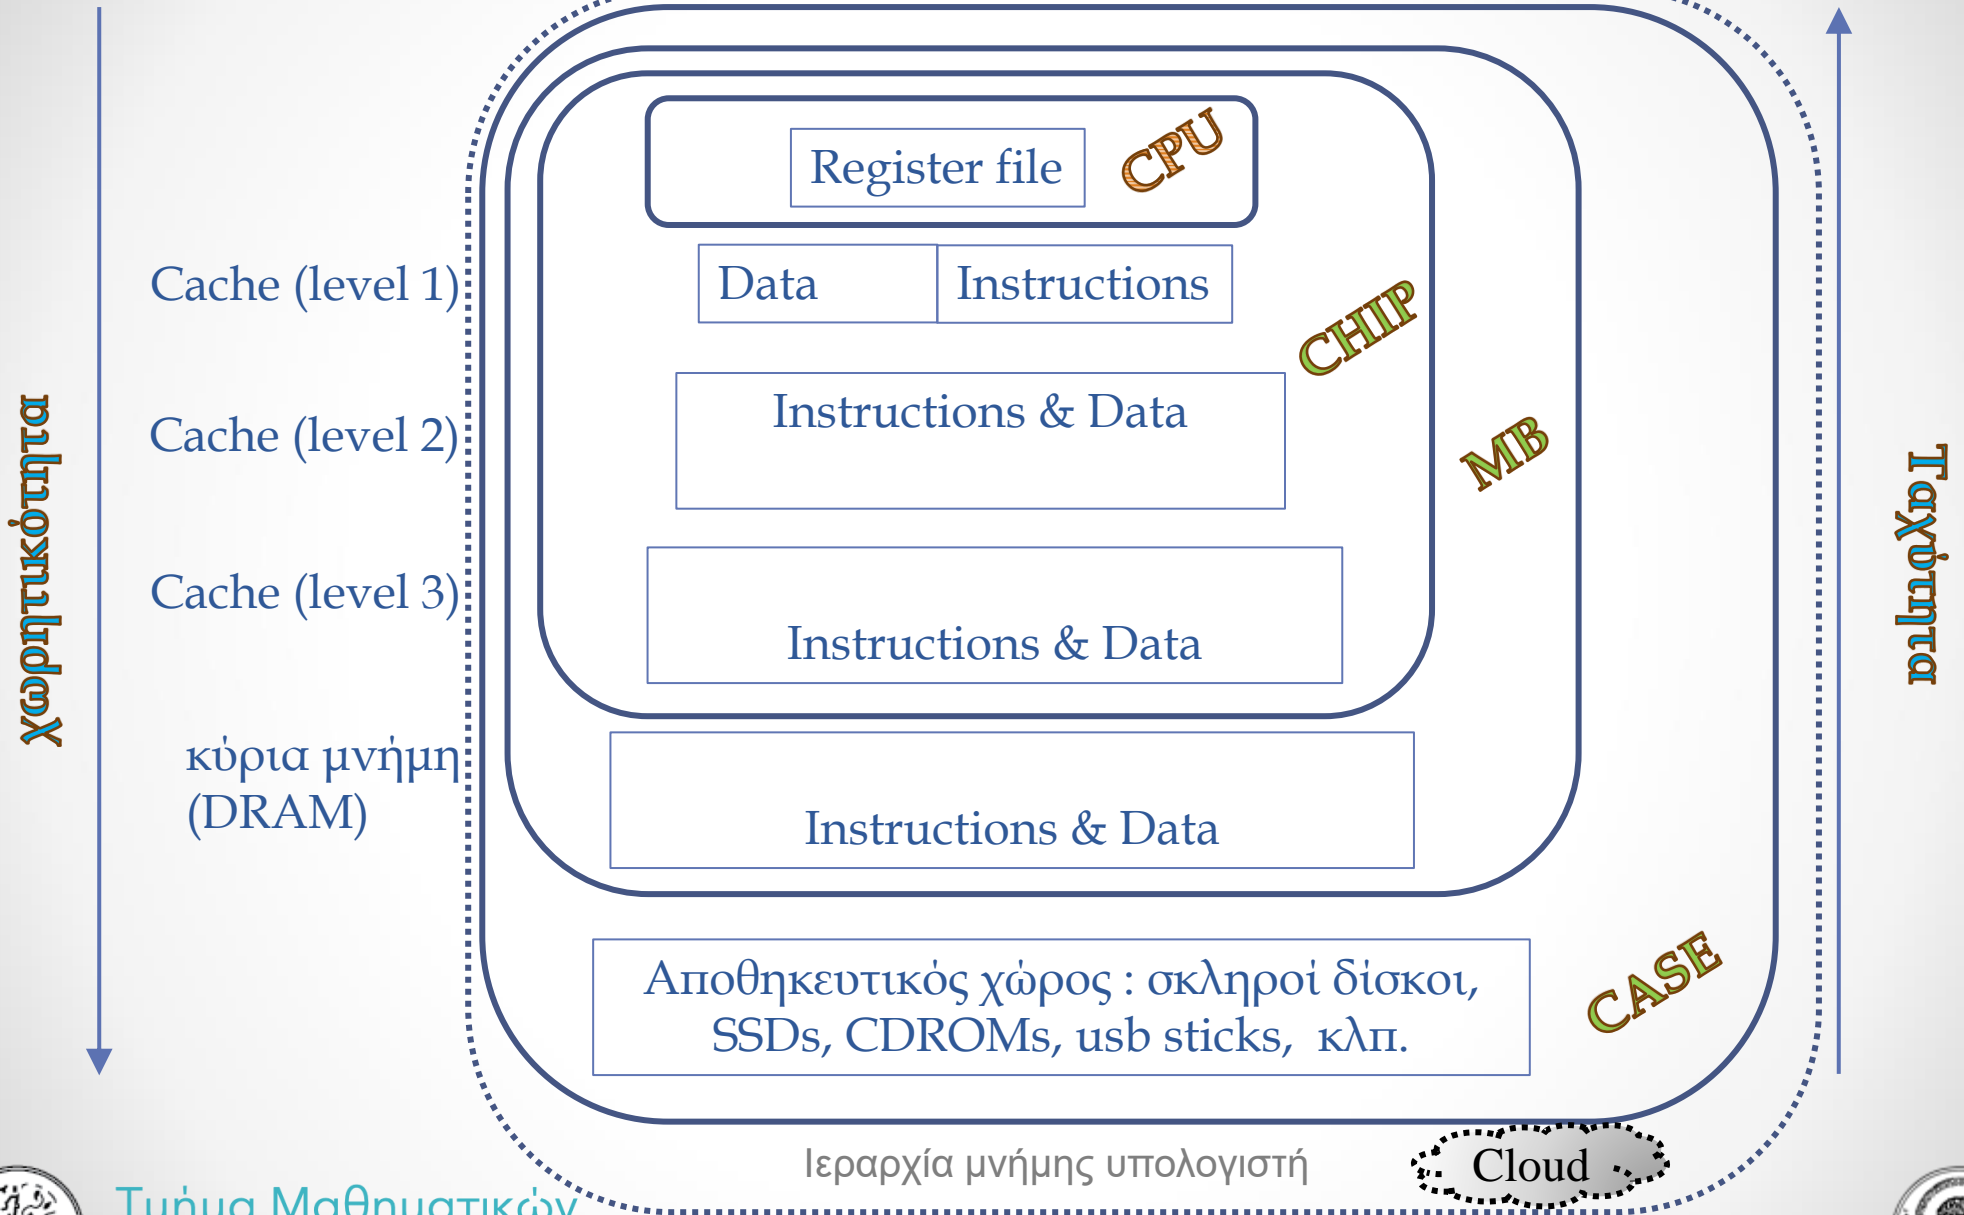 Register file
CPU
Cache (level 1)
Data
Instructions
CHIP
Cache (level 2)
Instructions & Data
MB
Cache (level 3)
Instructions & Data
χωρητικότητα
Ταχύτητα
κύρια μνήμη
(DRAM)
Instructions & Data
Αποθηκευτικός χώρος : σκληροί δίσκοι,
SSDs, CDROMs, usb sticks, κλπ.
CASE
Ιεραρχία μνήμης υπολογιστή
Cloud
Τμήμα Μαθηματικών